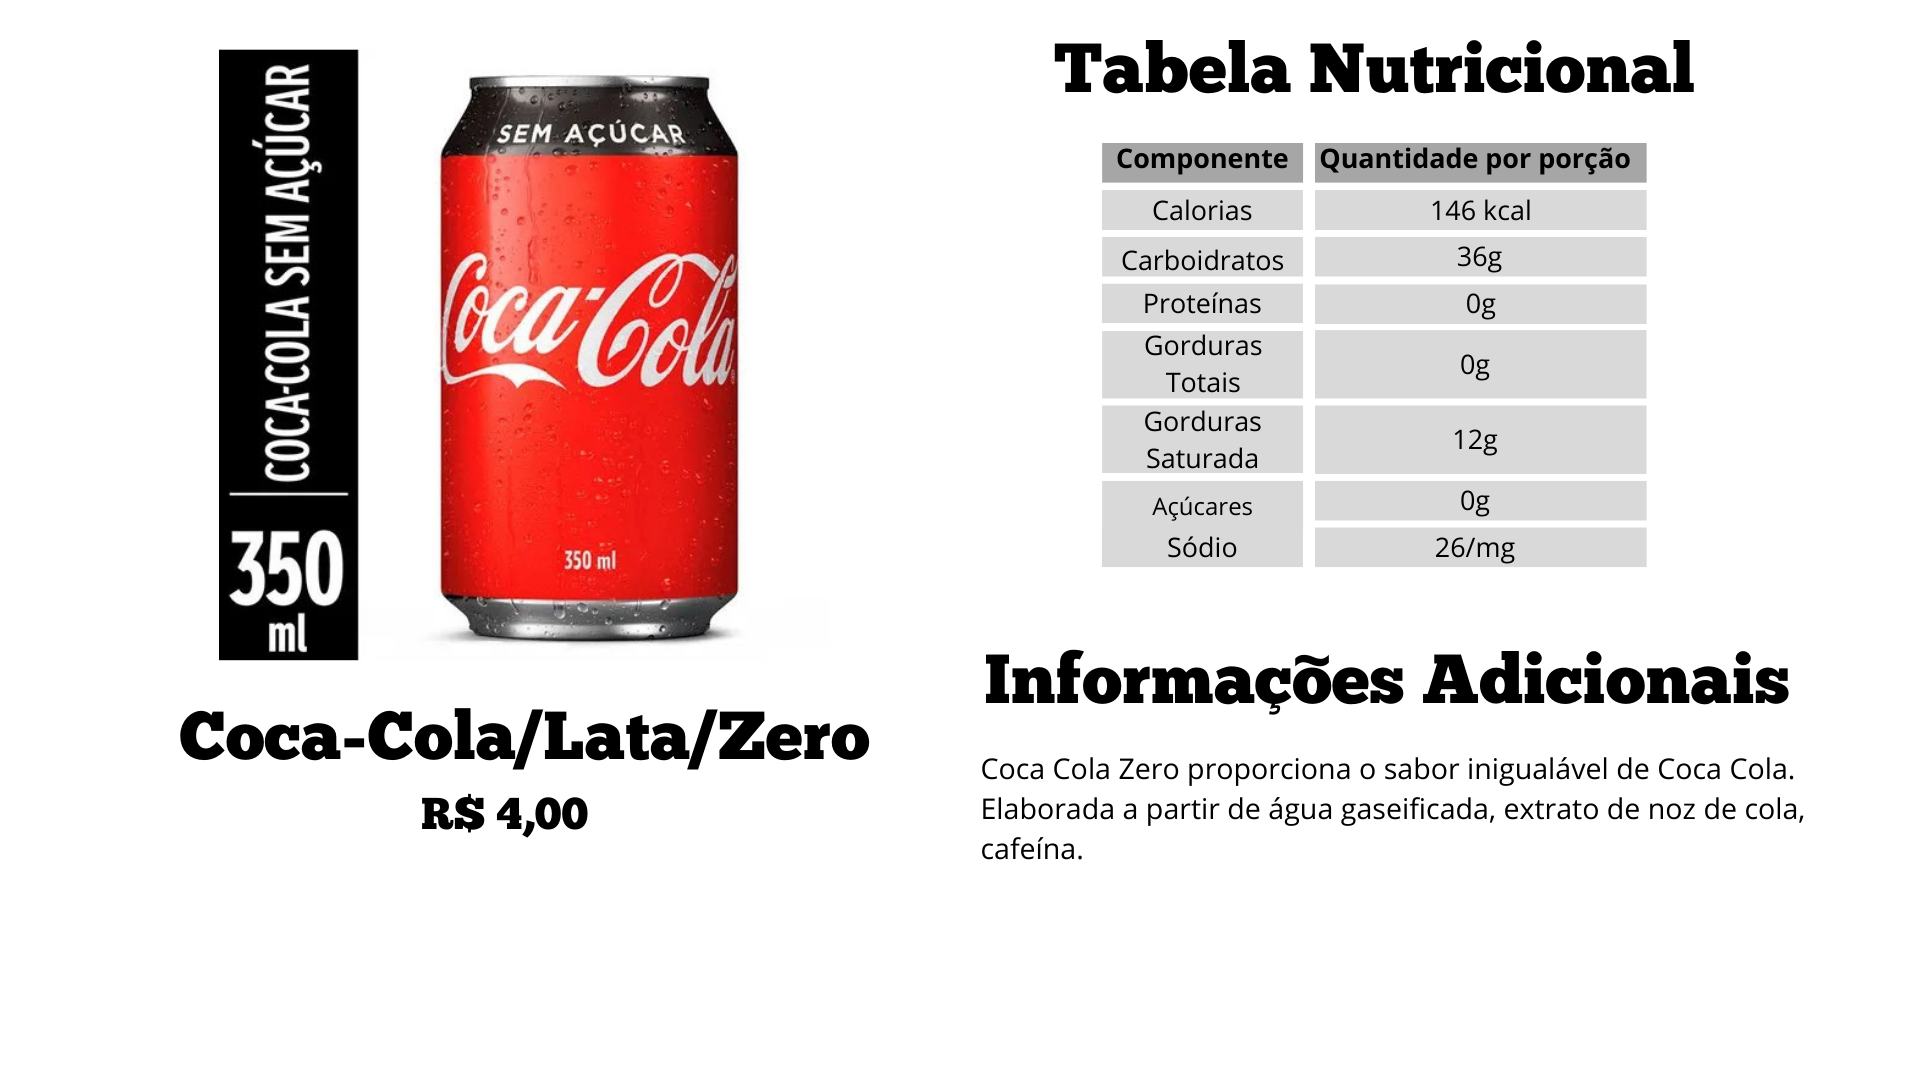 COCA-COLA SEM AÇÚCAR
350
ml
SEM AÇÚCAR
Coca-Cola
350 ml
Coca-Cola/Lata/Zero
R$ 4,00
Tabela Nutricional
Componente Quantidade por porção
Calorias 146 kcal
Carboidratos 36g
Proteínas 0g
Gorduras
Totais 0g
Gorduras
Saturada 12g
Açúcares 0g
Sódio 26/mg
Informações Adicionais
Coca Cola Zero proporciona o sabor inigualável de Coca Cola.
Elaborada a partir de água gaseificada, extrato de noz de cola,
cafeína.